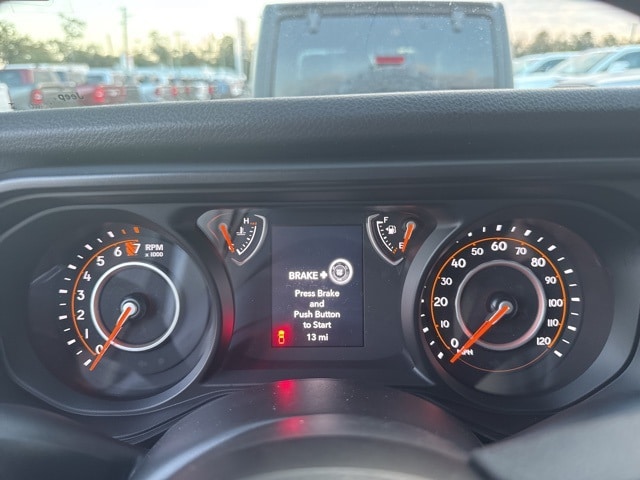 Jeep
H
F
E
RPM
x 1000
0
1
2
3
4
5
6
7
BRAKE+
Press Brake
and
Push Button
to Start
13 mi
0
20
30
40
50
60
70
80
90
100
110
120